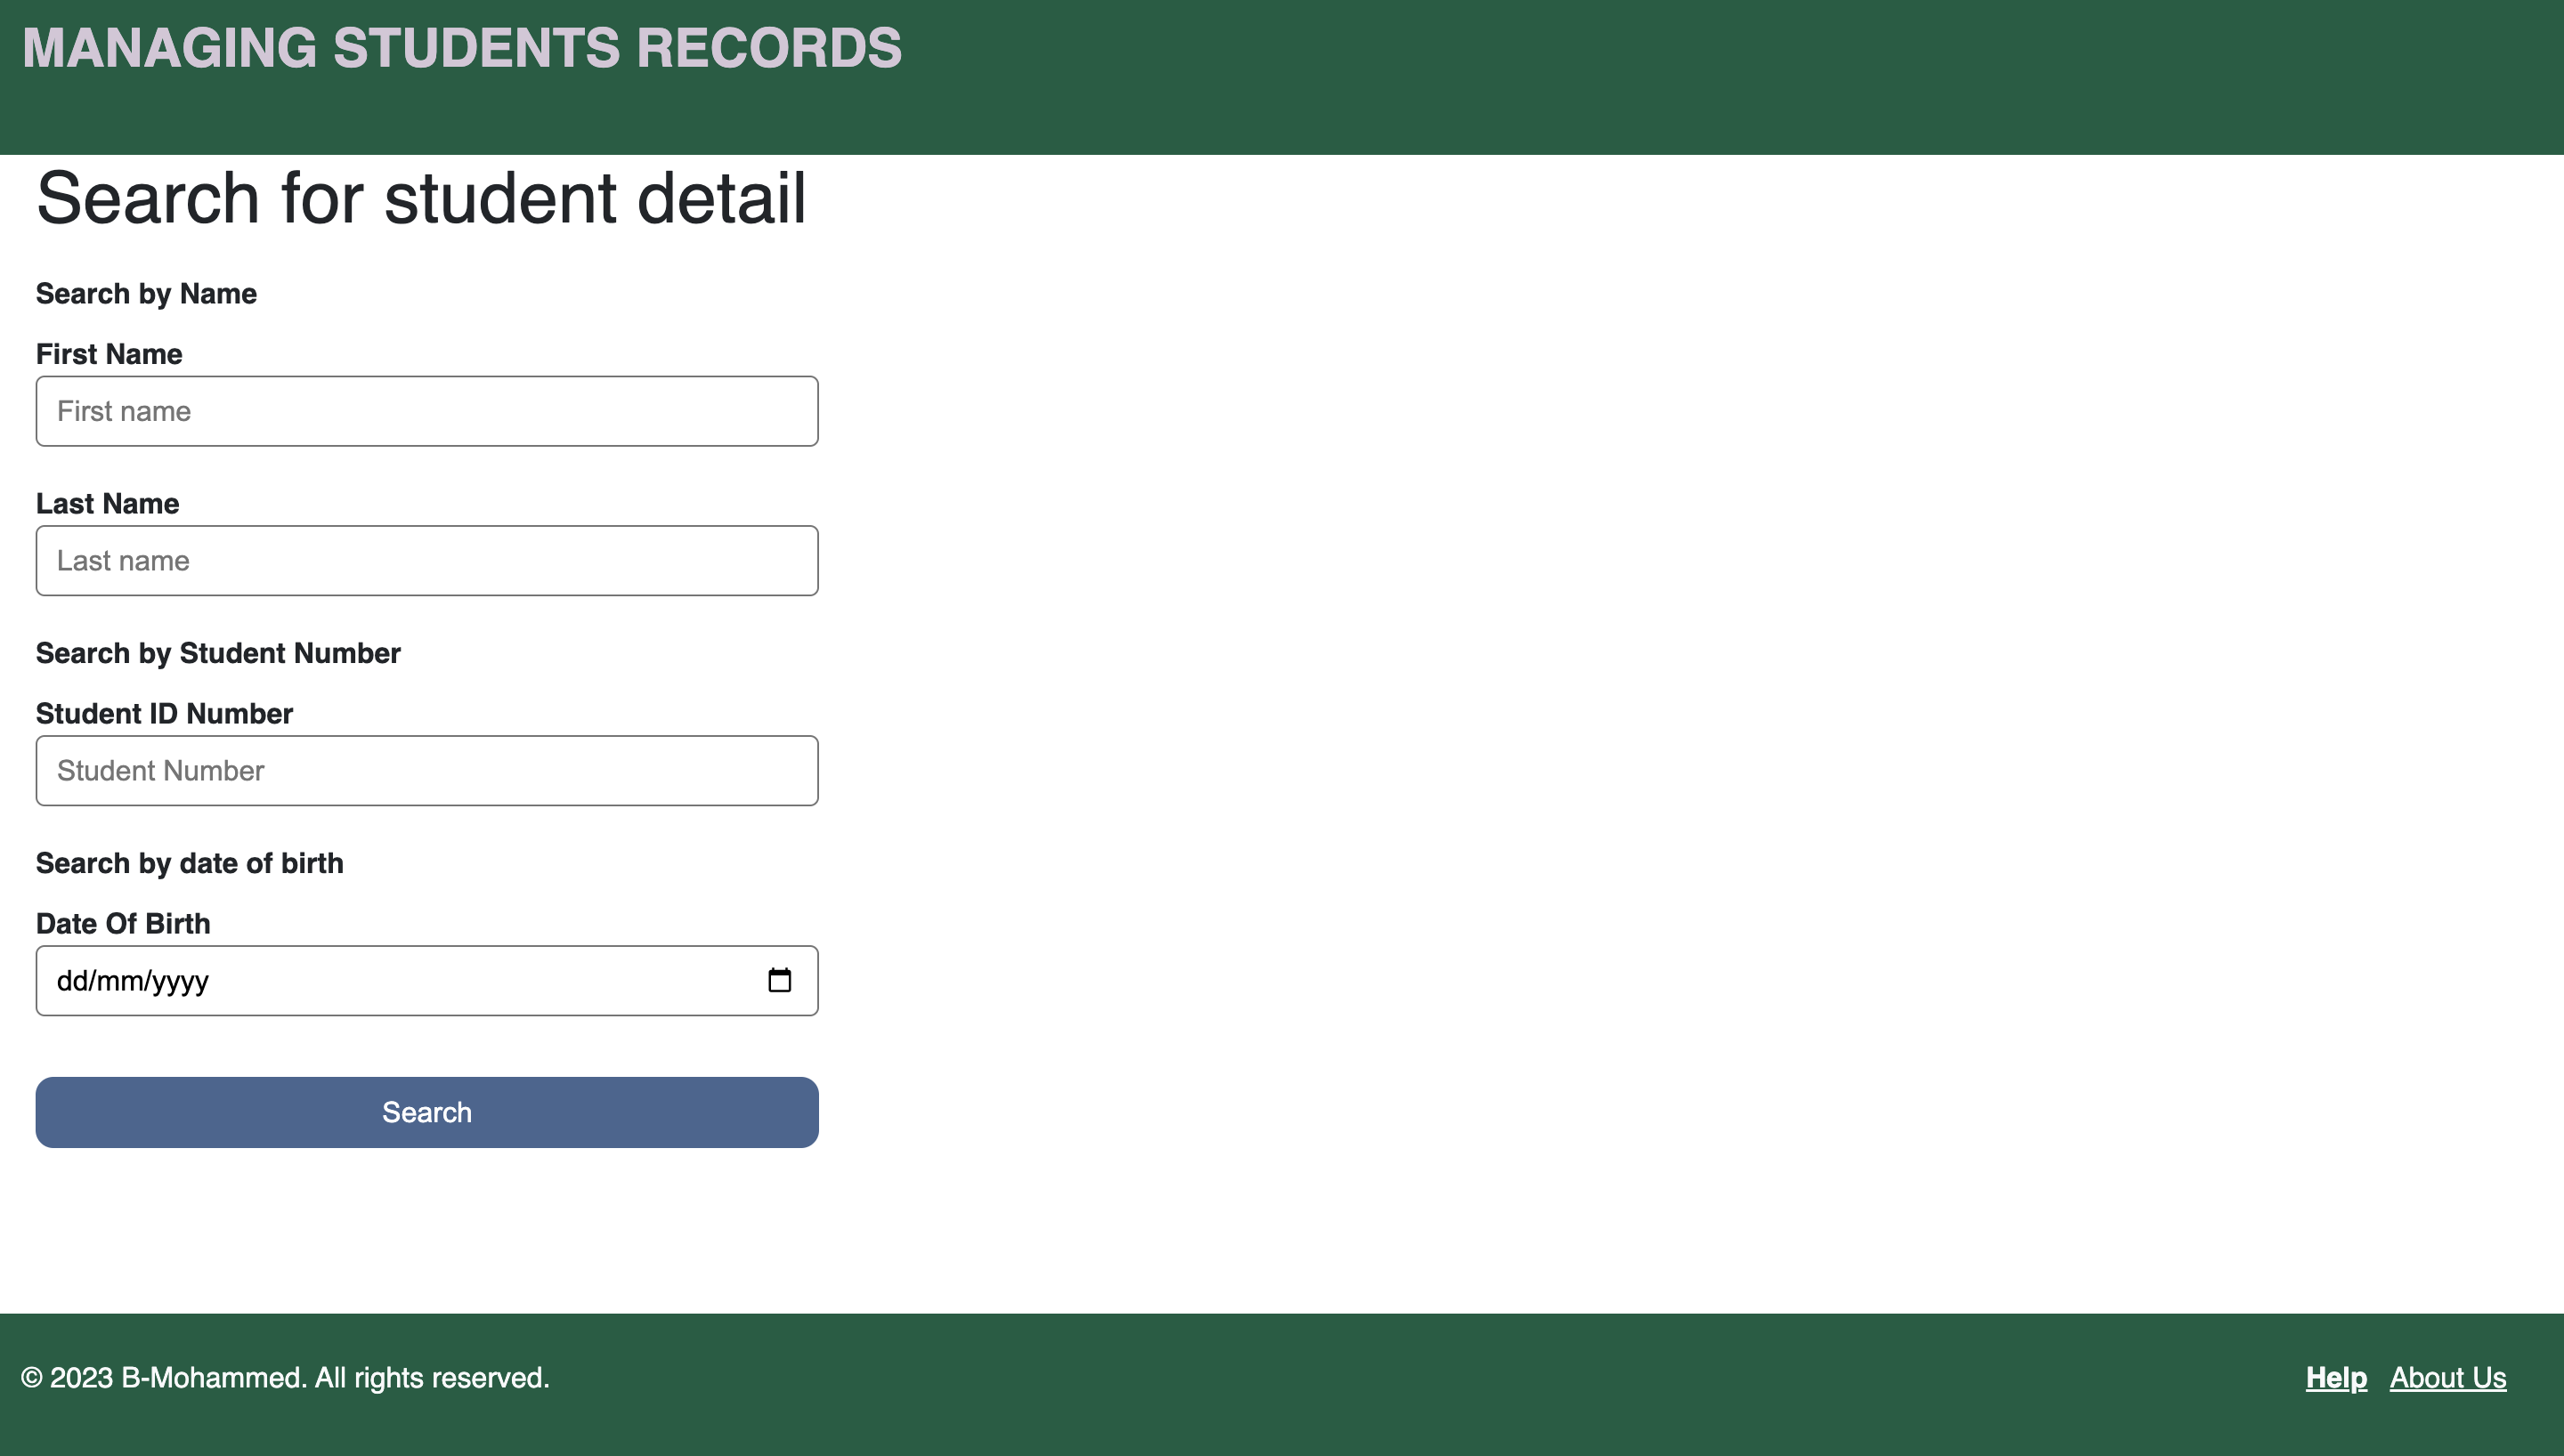 MANAGING STUDENTS RECORDS
Search for student detail
Search by Name
First Name
First name
Last Name
Last name
Search by Student Number
Student ID Number
Student Number
Search by date of birth
Date Of Birth
dd/mm/yyyy
Search
© 2023 B-Mohammed. All rights reserved.
Help About Us